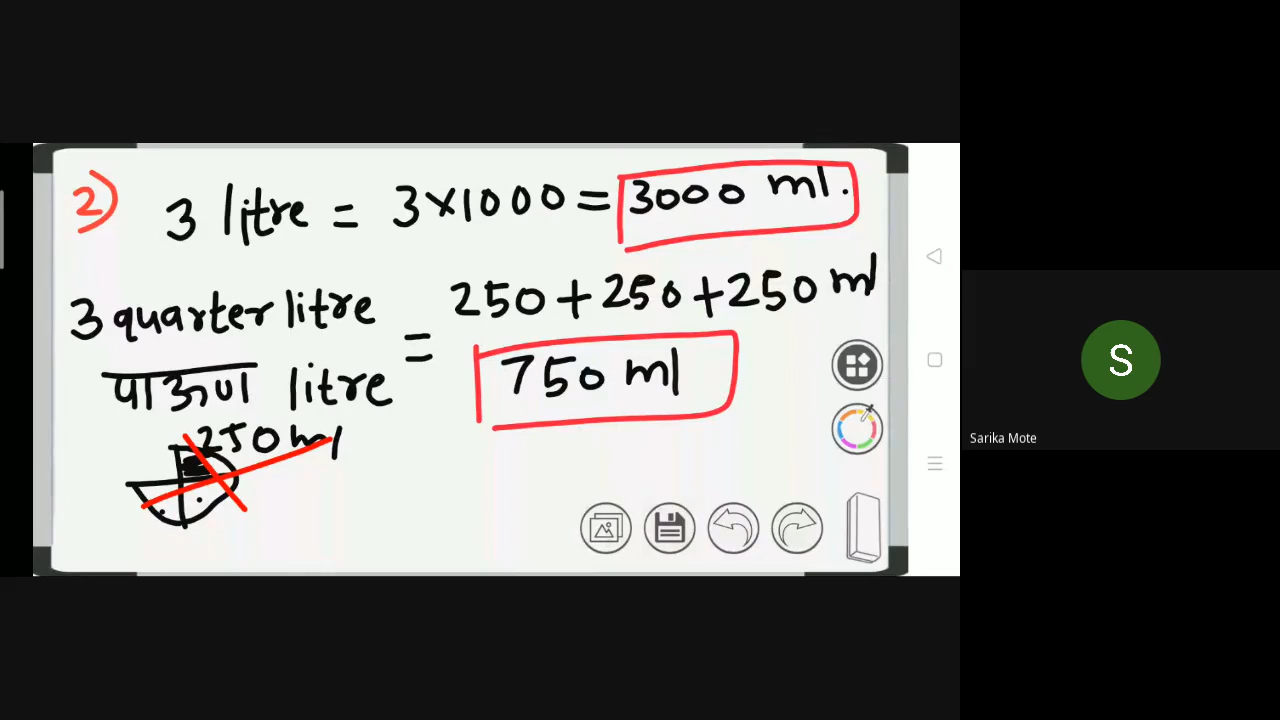 2) 3 litre = 3×1000 = 3000 ml.
3 quarter litre = 250 + 250 + 250 ml
पाऊण litre 750 ml
250 ml
S
Sarika Mote